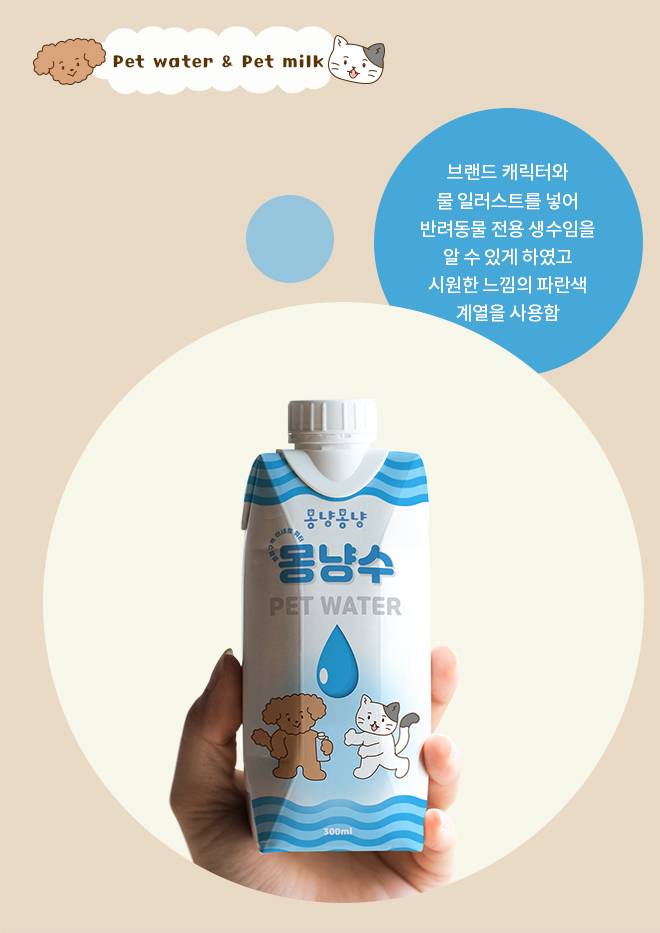 Pet water & Pet milk
브랜드 캐릭터와
물 일러스트를 넣어
반려동물 전용 생수임을
알 수 있게 하였고
시원한 느낌의 파란색
계열을 사용함
몽냥몽냥
몽냥수
PET WATER
300ml